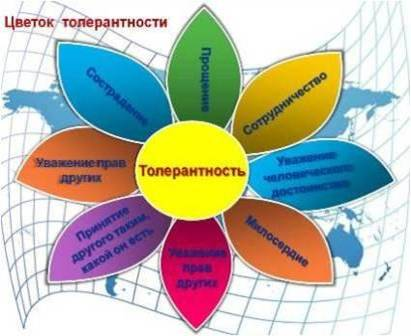 Цветок толерантности
Прощение
Сотрудничество
Уважение
человеческого
достоинства
Милосердие
Уважение
прав
других
Принятие
другого таким,
какой он есть
Уважение прав
других
Сострадание
Толерантность